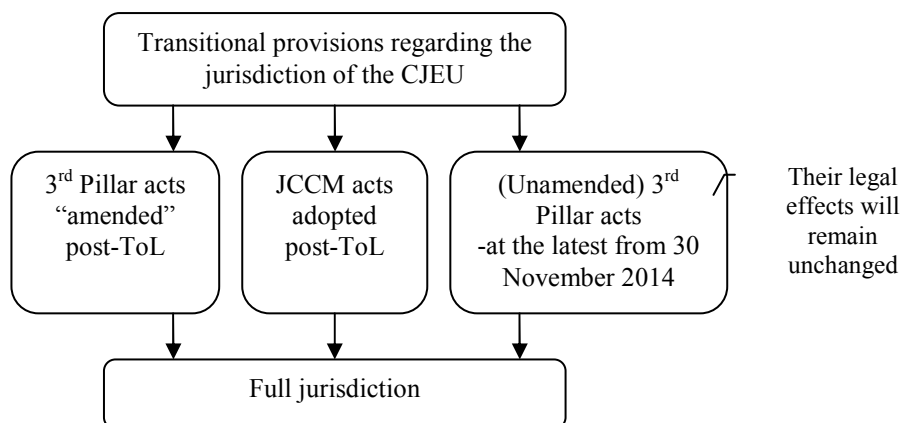 Transitional provisions regarding the
jurisdiction of the CJEU
3rd Pillar acts
“amended”
post-ToL
JCCM acts
adopted
post-ToL
(Unamended) 3rd
Pillar acts
-at the latest from 30
November 2014
Their legal
effects will
remain
unchanged
Full jurisdiction